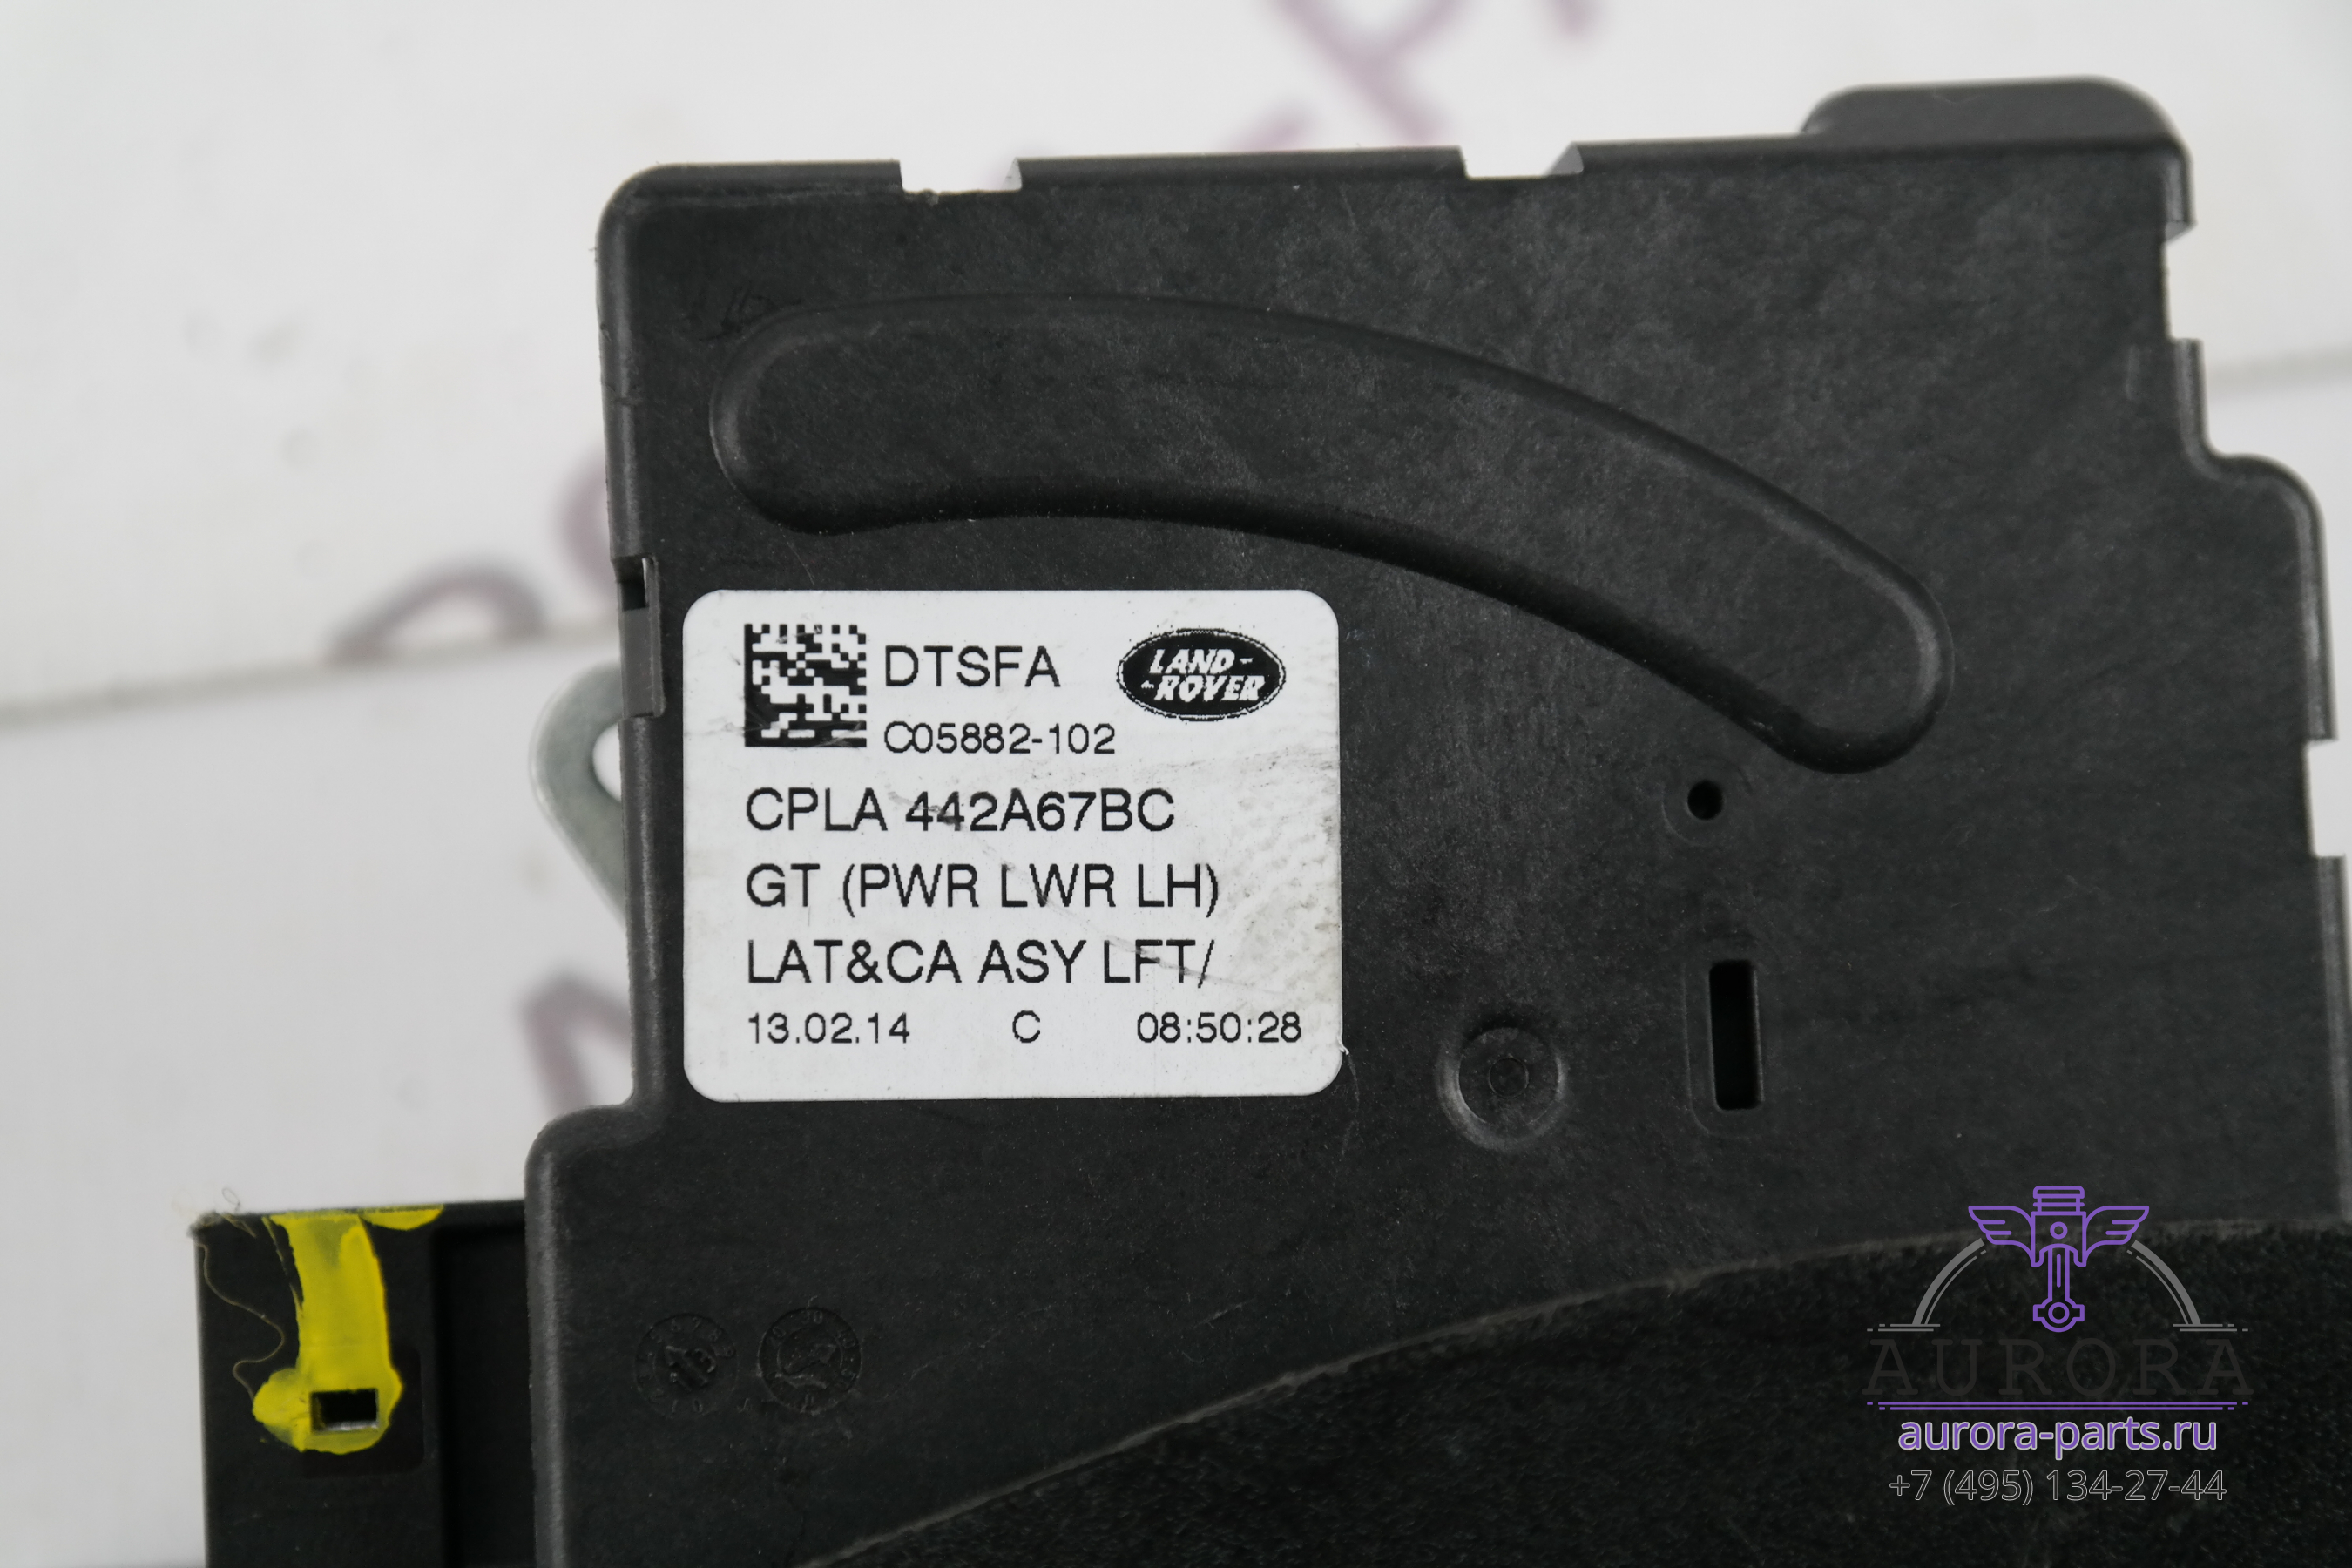 DTSFA
LAND-
-ROVER
C05882-102
CPLA 442A67BC
GT (PWR LWR LH)
LAT&CA ASY LFT/
13.02.14 C 08:50:28
AURORA
aurora-parts.ru
+7 (495) 134-27-44